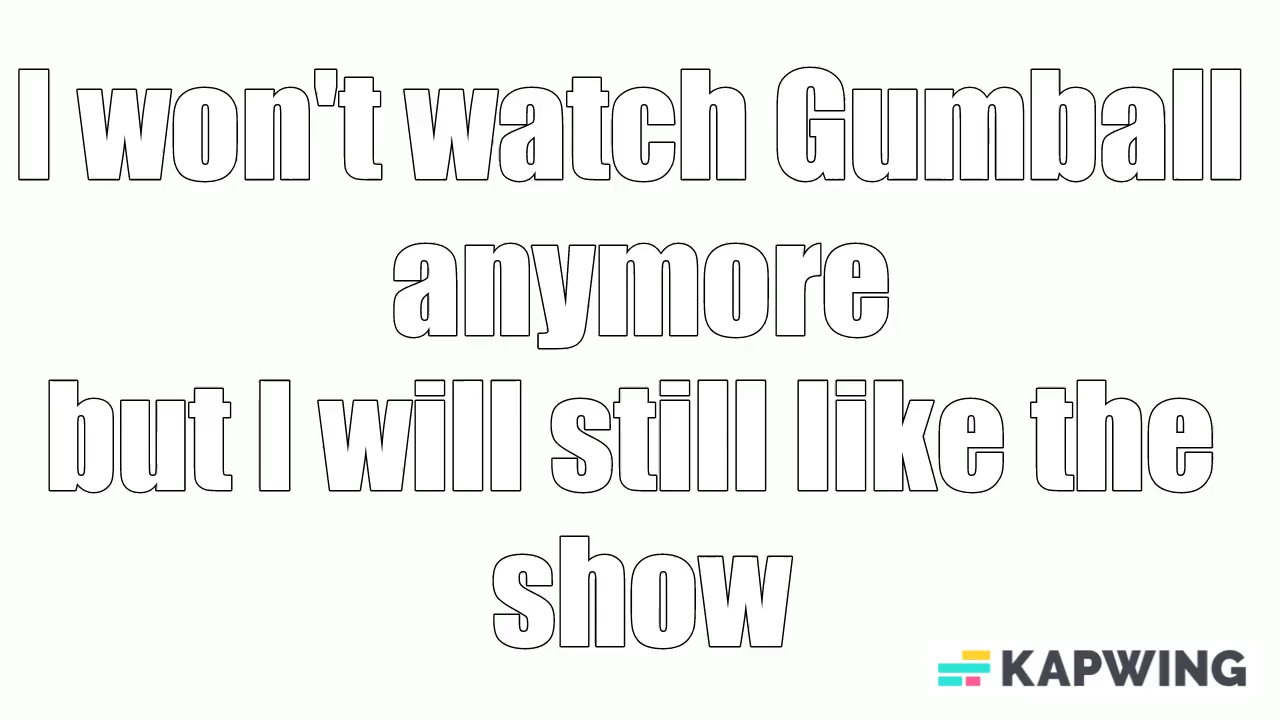 I won't watch Gumball
anymore
but I will still like the
show
KAPWING